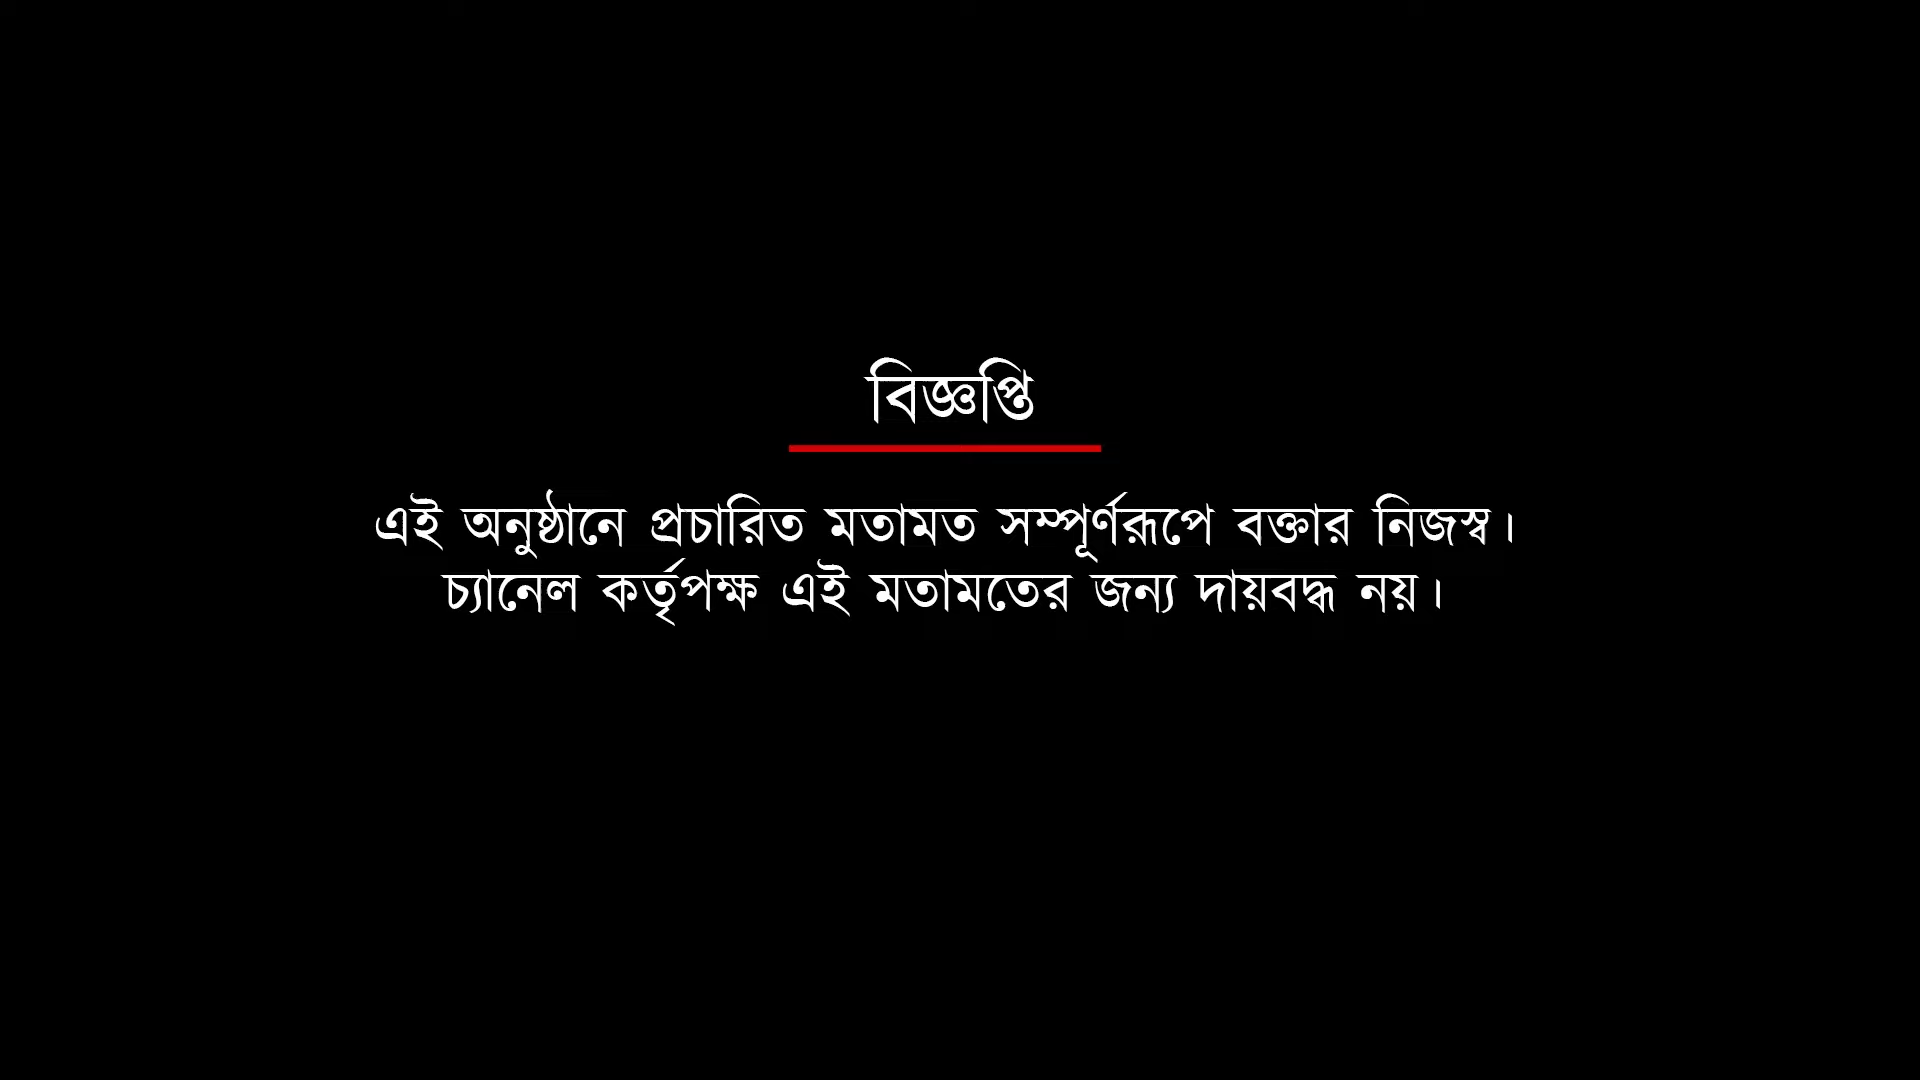 বিজ্ঞপ্তি
এই অনুষ্ঠানে প্রচারিত মতামত সম্পূর্ণরূপে বক্তার নিজস্ব।
চ্যানেল কর্তৃপক্ষ এই মতামতের জন্য দায়বদ্ধ নয়।